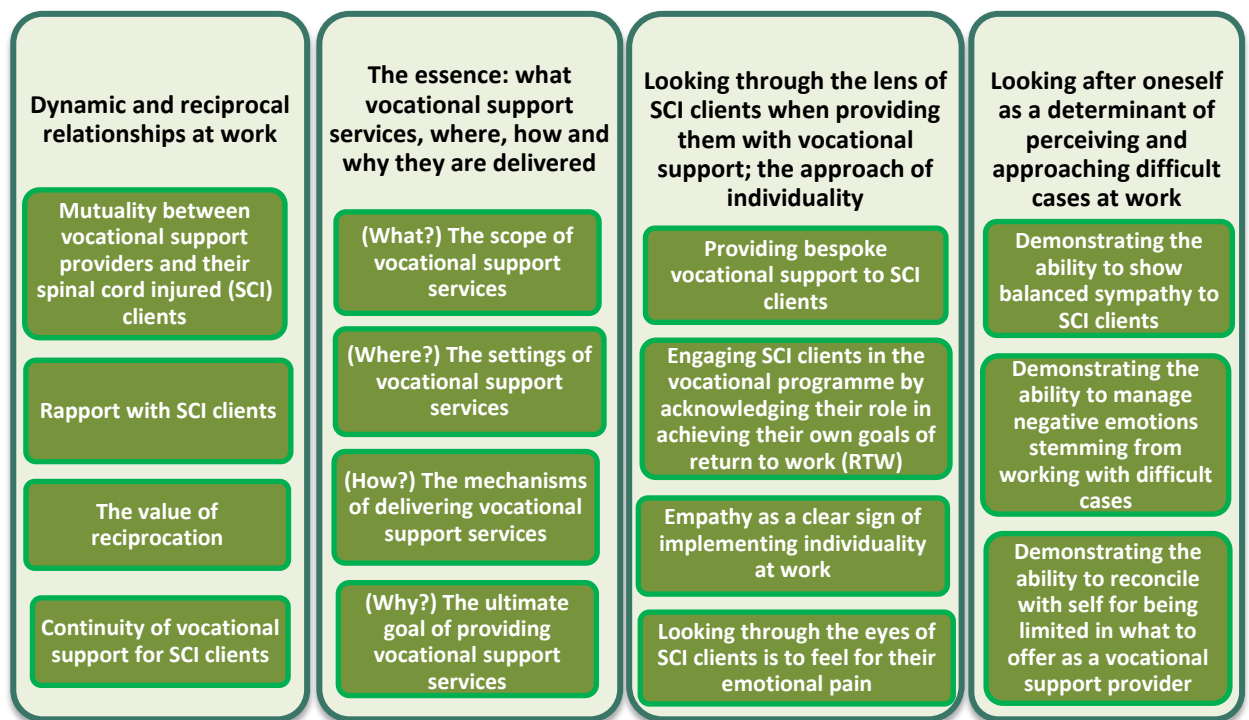 Dynamic and reciprocal
relationships at work
Mutuality between
vocational support
providers and their
spinal cord injured (SCI)
clients
Rapport with SCI clients
The value of
reciprocation
Continuity of vocational
support for SCI clients
The essence: what
vocational support
services, where, how and
why they are delivered
(What?) The scope of
vocational support
services
(Where?) The settings of
vocational support
services
(How?) The mechanisms
of delivering vocational
support services
(Why?) The ultimate
goal of providing
vocational support
services
Looking through the lens of
SCI clients when providing
them with vocational
support; the approach of
individuality
Providing bespoke
vocational support to SCI
clients
Engaging SCI clients in the
vocational programme by
acknowledging their role in
achieving their own goals of
return to work (RTW)
Empathy as a clear sign of
implementing individuality
at work
Looking through the eyes of
SCI clients is to feel for their
emotional pain
Looking after oneself
as a determinant of
perceiving and
approaching difficult
cases at work
Demonstrating the
ability to show
balanced sympathy to
SCI clients
Demonstrating the
ability to manage
negative emotions
stemming from
working with difficult
cases
Demonstrating the
ability to reconcile
with self for being
limited in what to
offer as a vocational
support provider